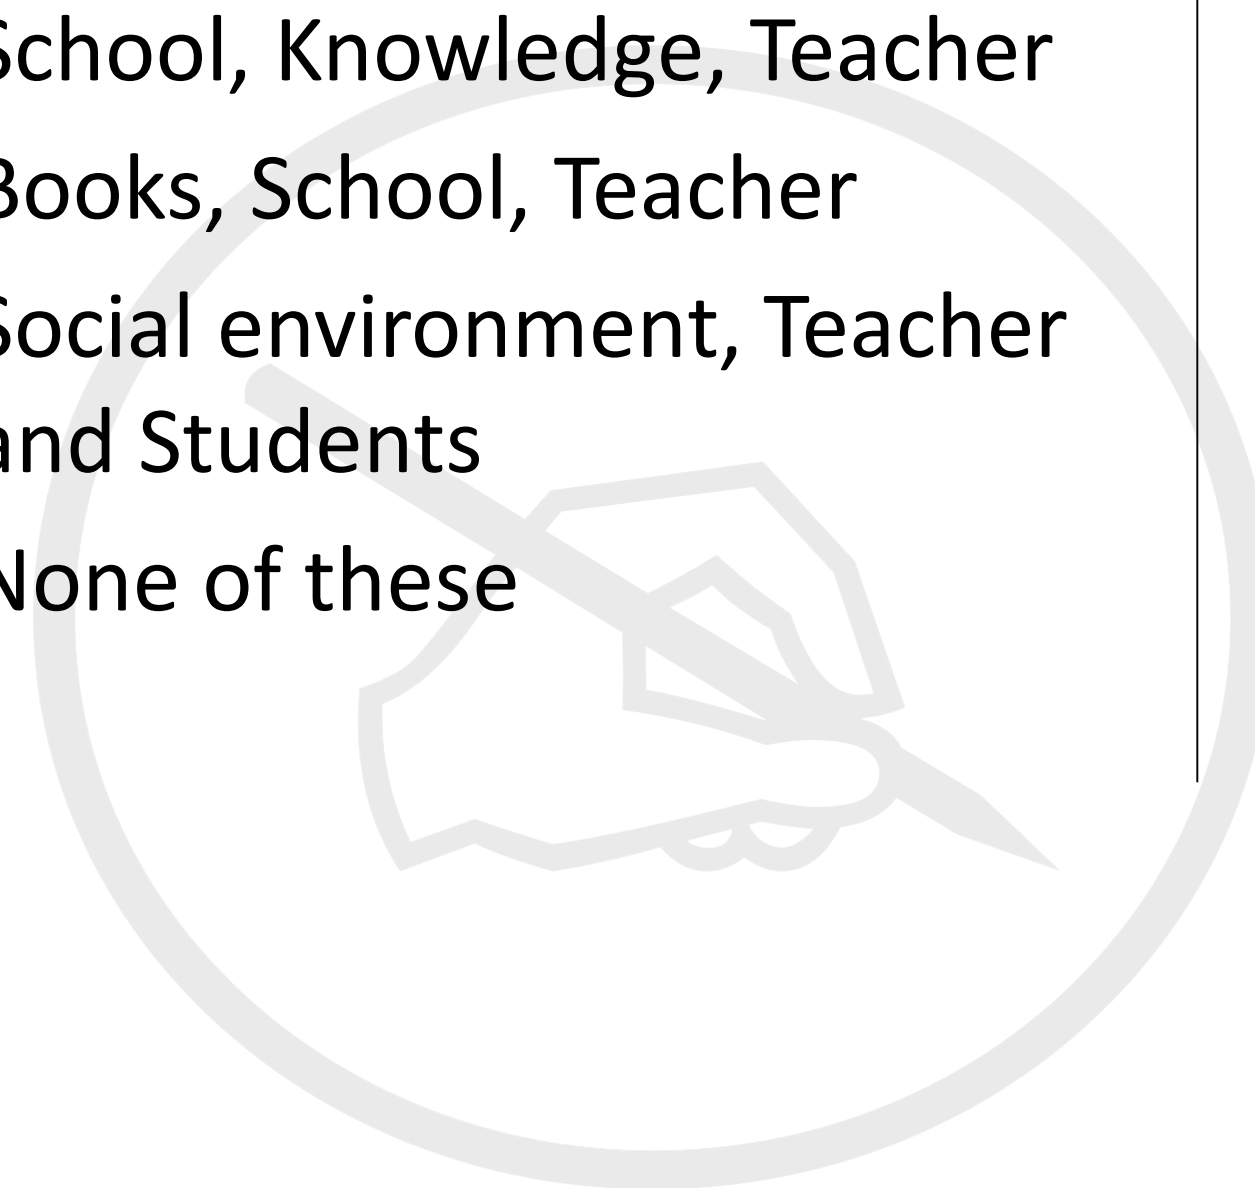 School, Knowledge, Teacher
Books, School, Teacher
Social environment, Teacher
and Students
None of these